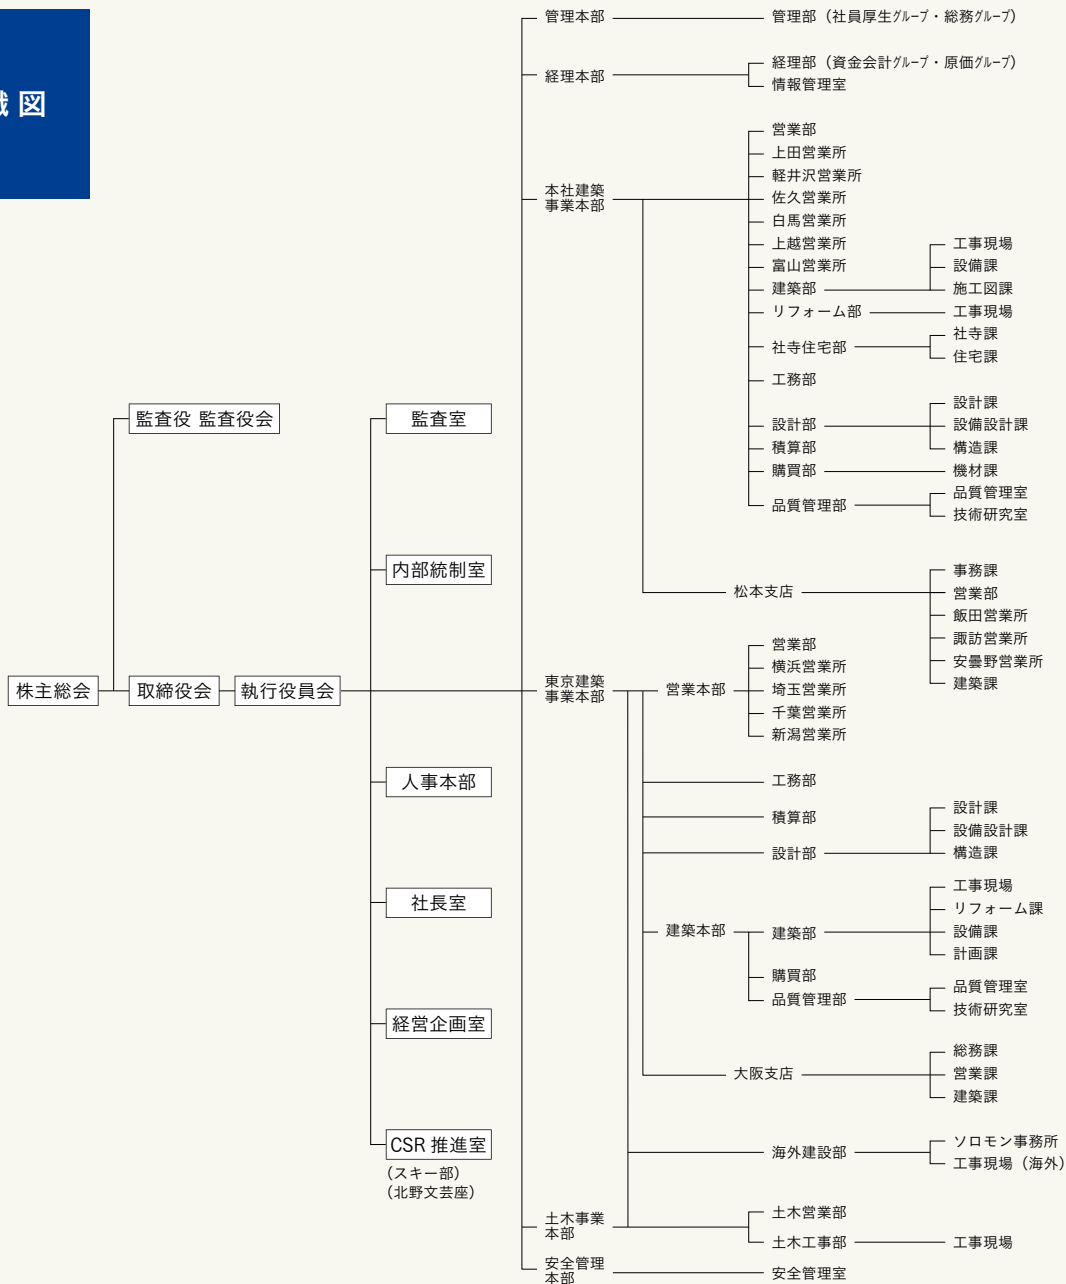 図
管理本部
管理部（社員厚生グループ・総務グループ）
経理本部
経理部（資金会計グループ・原価グループ）
情報管理室
本社建築
事業本部
営業部
上田営業所
軽井沢営業所
佐久営業所
白馬営業所
上越営業所
富山営業所
建築部
工事現場
設備課
施工図課
リフォーム部
工事現場
社寺住宅部
社寺課
住宅課
工務部
設計部
設計課
設備設計課
構造課
積算部
購買部
機材課
品質管理部
品質管理室
技術研究室
松本支店
事務課
営業部
飯田営業所
諏訪営業所
安曇野営業所
建築課
監査役 監査役会
監査室
内部統制室
株主総会
取締役会
執行役員会
人事本部
社長室
経営企画室
CSR 推進室
（スキー部）
（北野文芸座）
東京建築
事業本部
営業本部
営業部
横浜営業所
埼玉営業所
千葉営業所
新潟営業所
工務部
積算部
設計部
設計課
設備設計課
構造課
建築本部
建築部
工事現場
リフォーム課
設備課
計画課
購買部
品質管理部
品質管理室
技術研究室
大阪支店
総務課
営業課
建築課
海外建設部
ソロモン事務所
工事現場（海外）
土木事業
本部
土木営業部
土木工事部
工事現場
安全管理
本部
安全管理室